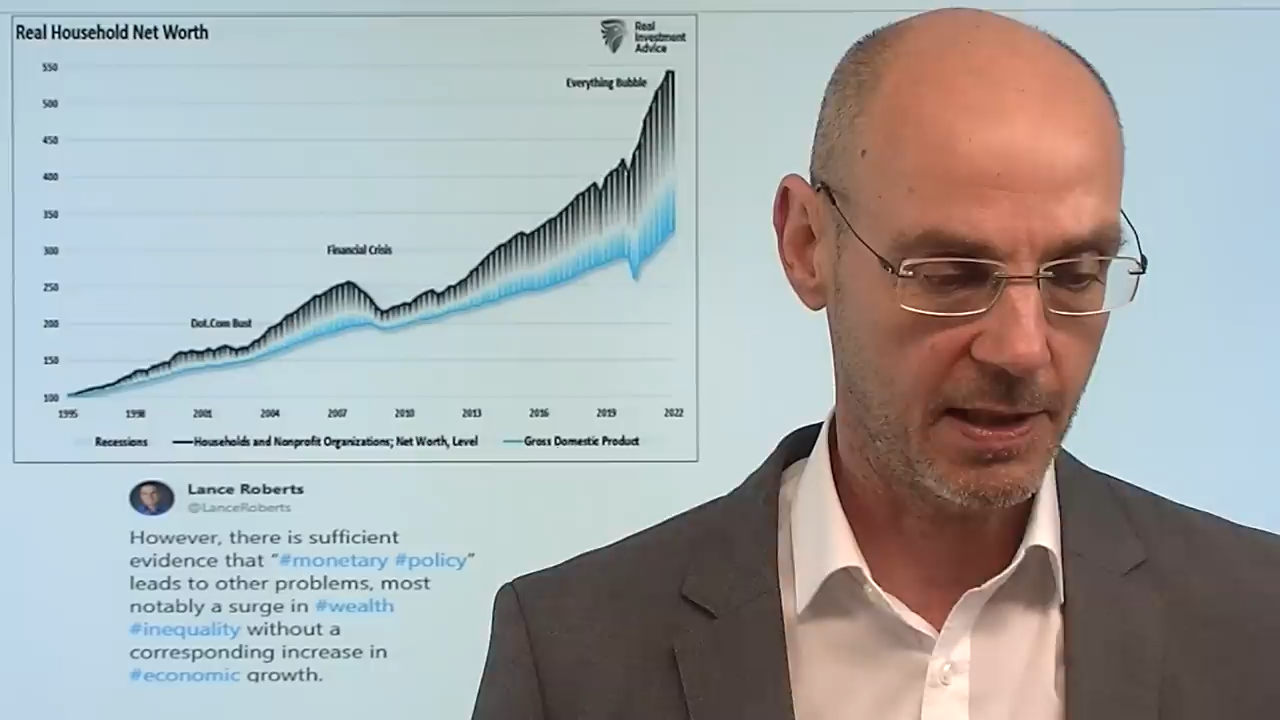 Real Household Net Worth
Real
Investment
Advice
550
Everything Bubble
500
450
400
350
300
Financial Crisis
250
200
Dot.Com Bust
150
100
1995 1998 2001 2004 2007 2010 2013 2016 2019 2022
Recessions Households and Nonprofit Organizations; Net Worth, Level Gross Domestic Product
Lance Roberts
@LanceRoberts
However, there is sufficient
evidence that "#monetary #policy"
leads to other problems, most
notably a surge in #wealth
#inequality without a
corresponding increase in
#economic growth.